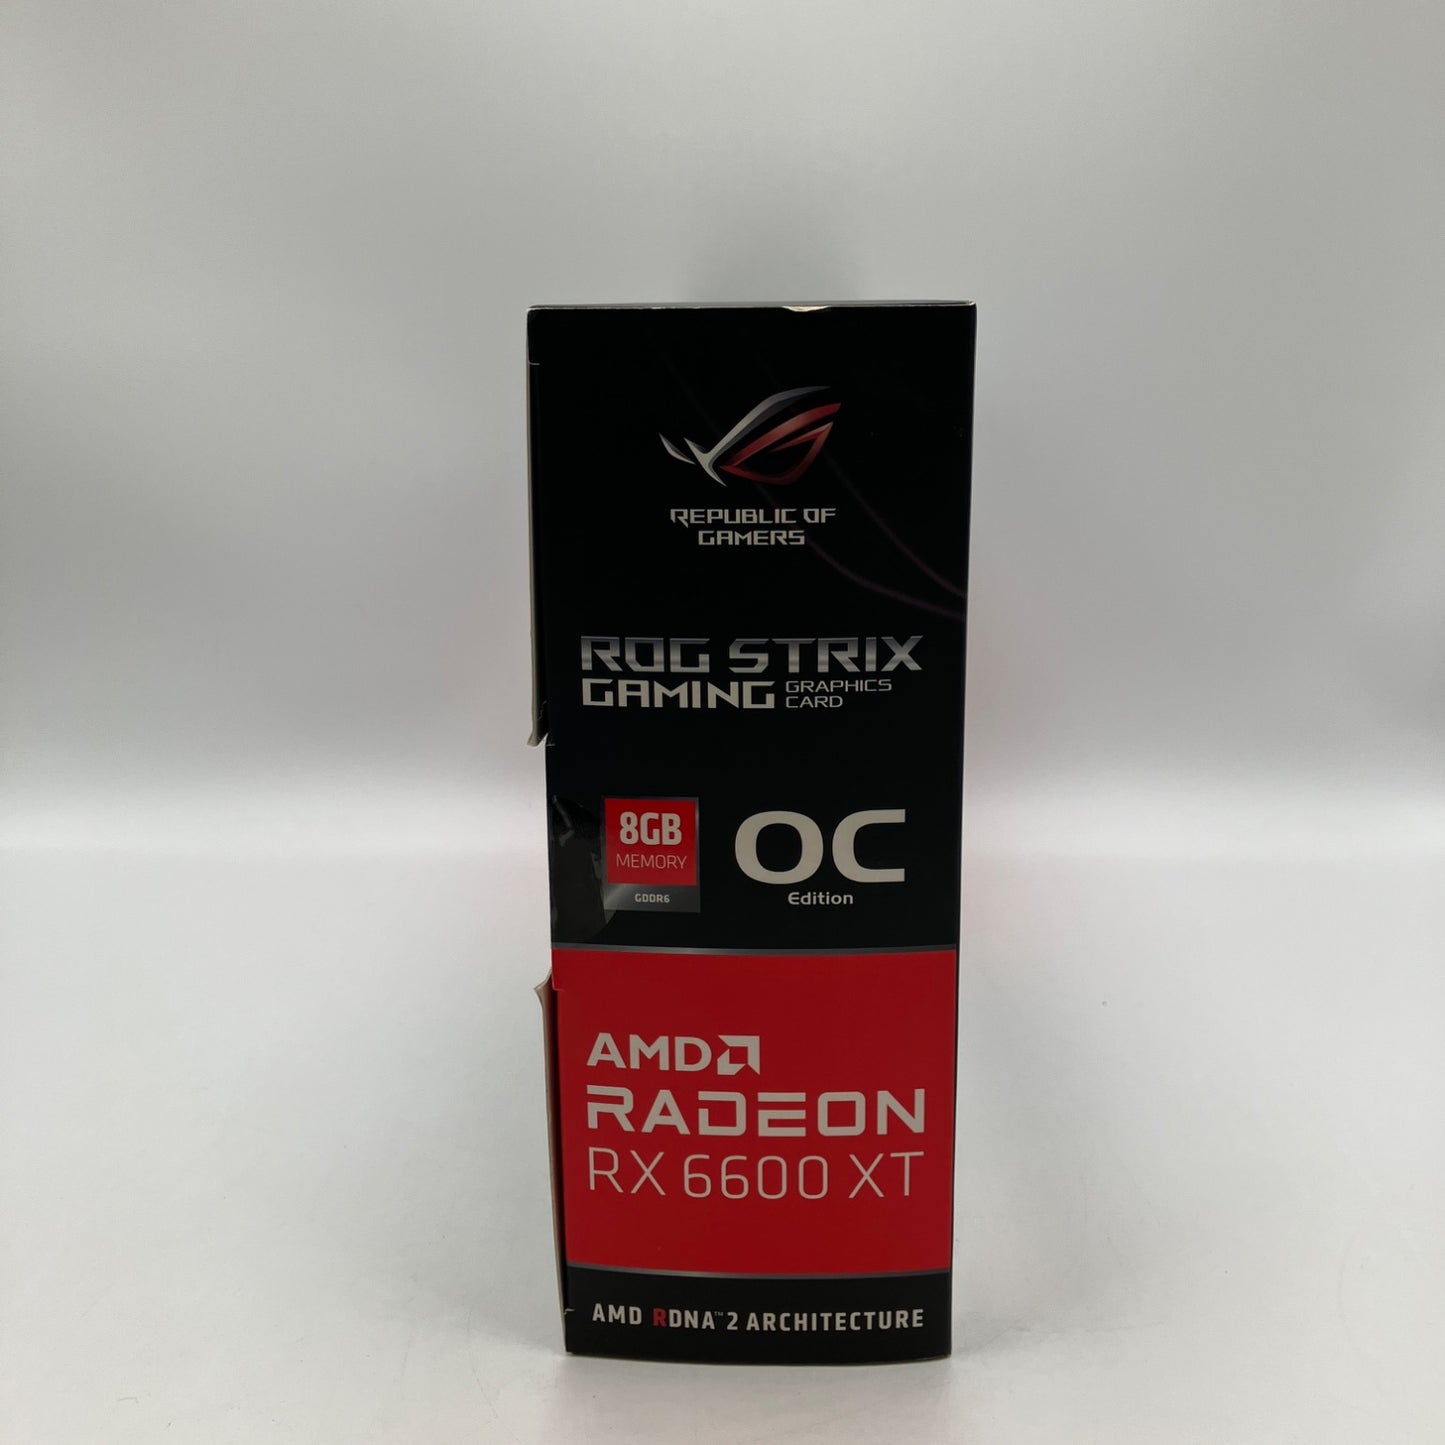 REPUBLIC OF
GAMERS
ROG STRIX
GAMING GRAPHICS
CARD
8GB
MEMORY
GDDR6
OC
Edition
AMD
RADEON
RX 6600 XT
AMD RDNA™ 2 ARCHITECTURE